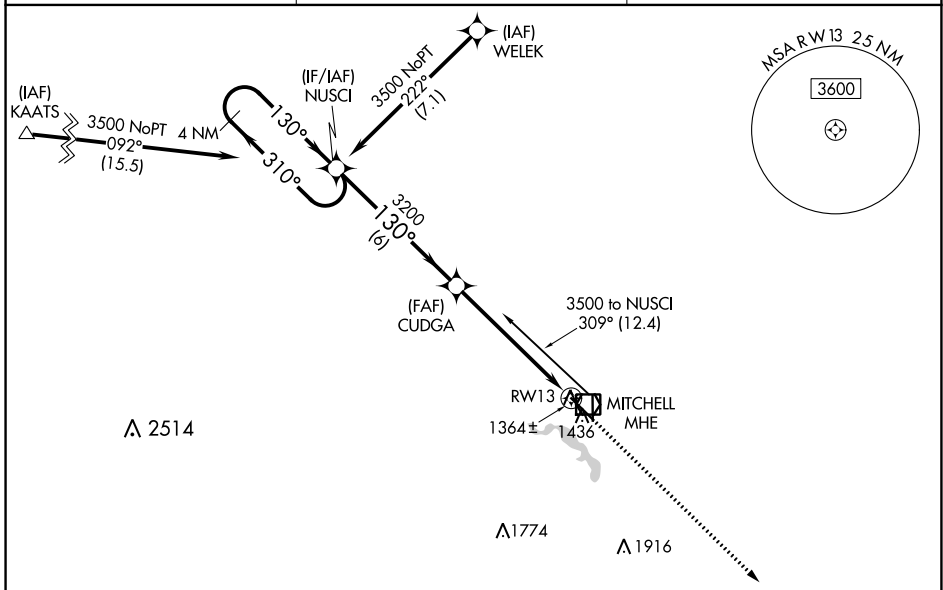 (IAF)
WELEK
3500 NoPT
222°
(7.1)
MSA RW13 25 NM
3600
(IF/IAF)
NUSCI
(IAF)
KAATS
3500 NoPT
092°
(15.5)
4 NM
130°
310°
3200
130°
(6)
(FAF)
CUDGA
3500 to NUSCI
309° (12.4)
RW13
MITCHELL
MHE
1364±
1436
2514
1774
1916